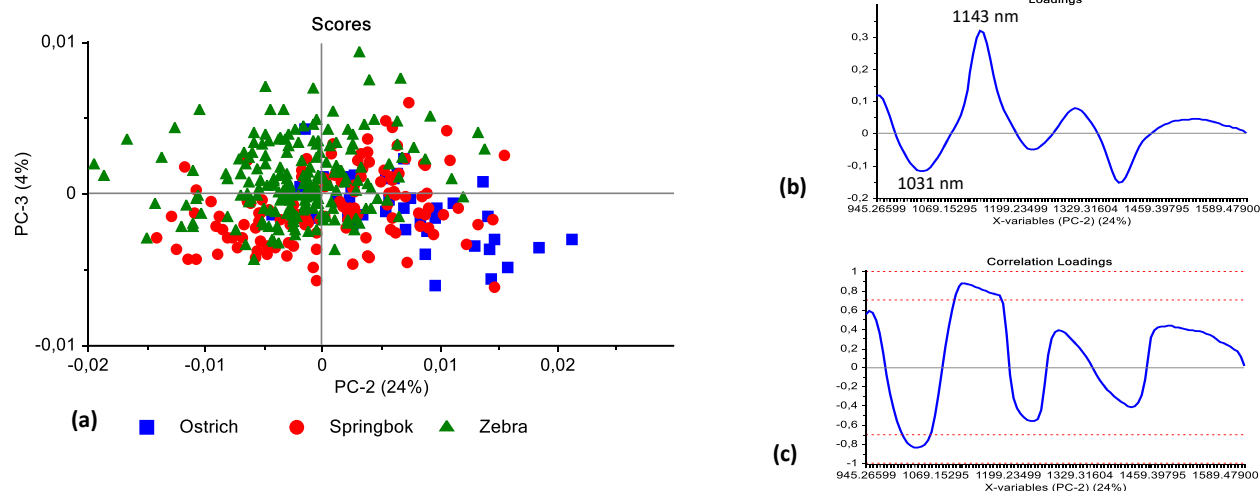 Scores
0,01
0
-0,01
PC-3 (4%)
-0,02
-0,01
0
0,01
0,02
PC-2 (24%)
(a)
Ostrich
Springbok
Zebra
Loadings
1143 nm
0,3
0,2
0,1
0
-0,1
-0,2
1031 nm
(b)
945.26599 1069.15295 1199.23499 1329.31604 1459.39795 1589.47900
X-variables (PC-2) (24%)
Correlation Loadings
1
0,8
0,6
0,4
0,2
0
-0,2
-0,4
-0,6
-0,8
-1
(c)
945.26599 1069.15295 1199.23499 1329.31604 1459.39795 1589.47900
X-variables (PC-2) (24%)